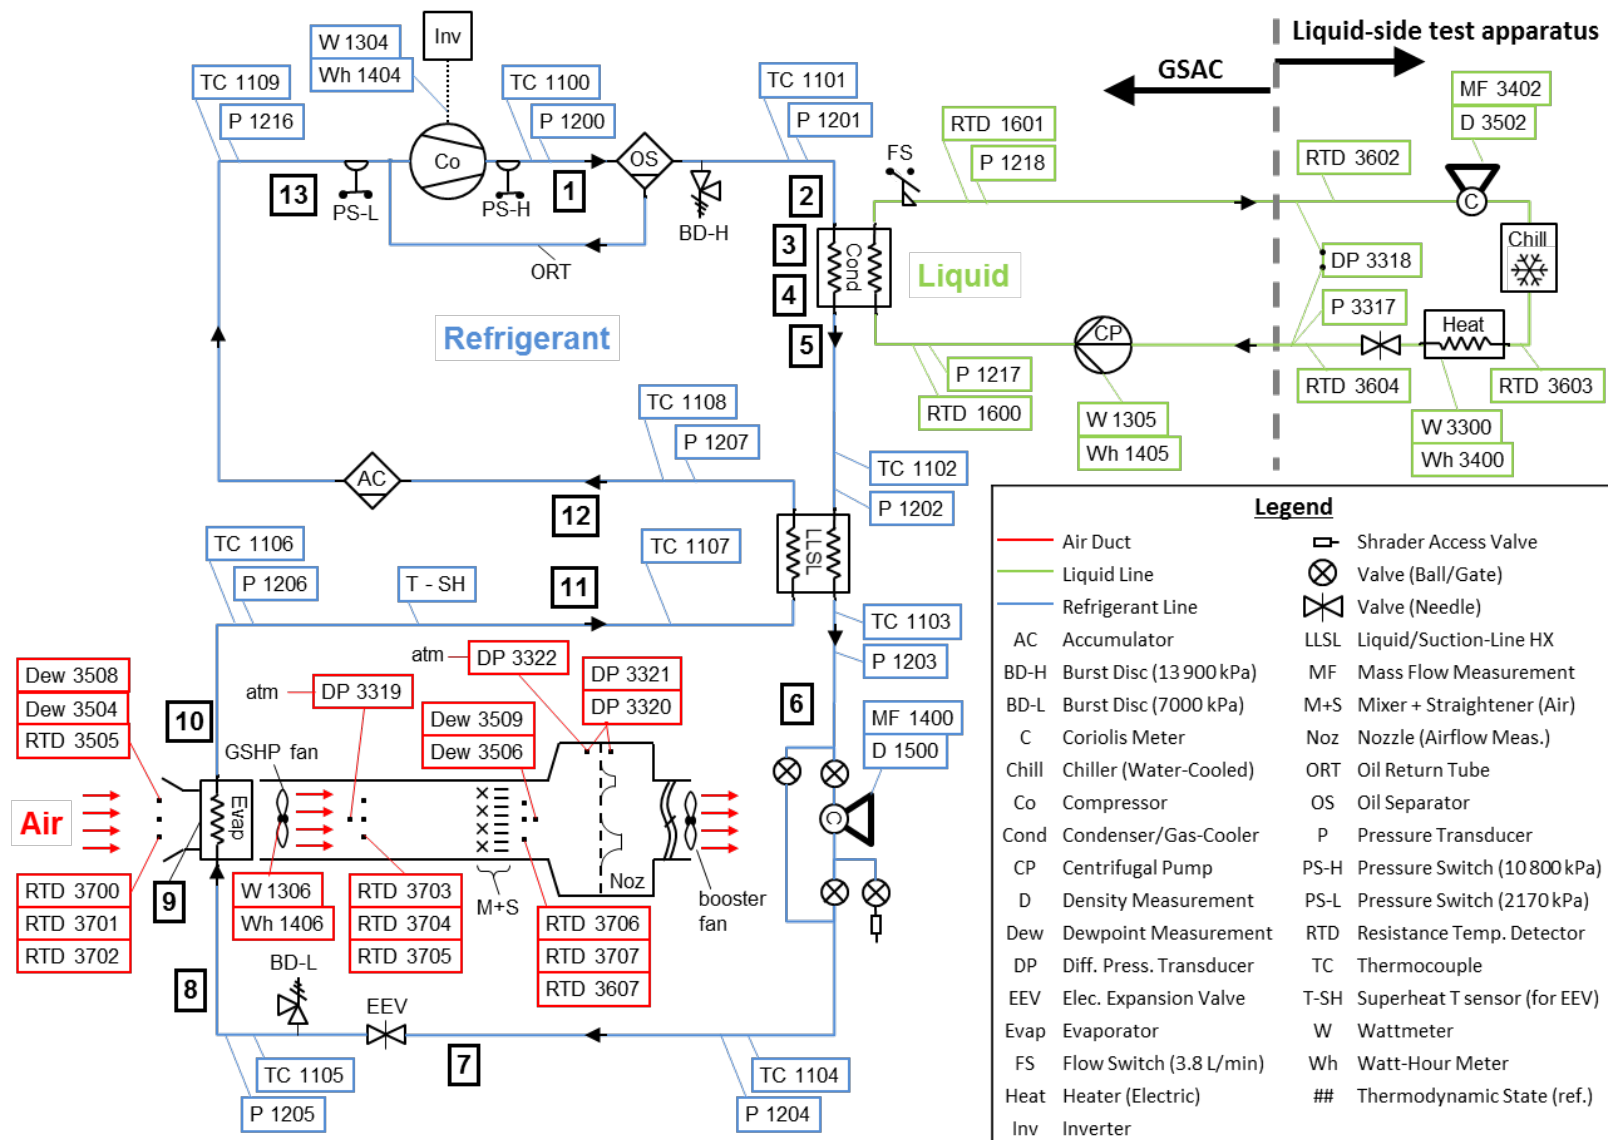 W 1304
Inv
Wh 1404
TC 1109
P 1216
TC 1100
P 1200
TC 1101
P 1201
Liquid-side test apparatus
GSAC
MF 3402
D 3502
RTD 1601
P 1218
FS
RTD 3602
Co
OS
C
13
PS-L
PS-H
1
BD-H
2
3
4
5
Cond
ORT
Liquid
Chill
DP 3318
P 3317
Heat
Refrigerant
CP
P 1217
RTD 1600
RTD 3604
RTD 3603
W 1305
Wh 1405
W 3300
Wh 3400
TC 1108
P 1207
AC
12
TC 1102
P 1202
LLSL
TC 1106
P 1206
T - SH
11
TC 1107
TC 1103
P 1203
atm
DP 3322
DP 3321
DP 3320
Dew 3508
Dew 3504
RTD 3505
10
atm
DP 3319
GSHP fan
Dew 3509
Dew 3506
6
MF 1400
D 1500
Air
Evap
C
9
RTD 3700
RTD 3701
RTD 3702
W 1306
Wh 1406
RTD 3703
RTD 3704
RTD 3705
M+S
Noz
RTD 3706
RTD 3707
RTD 3607
booster
fan
8
BD-L
EEV
7
TC 1105
P 1205
TC 1104
P 1204
Legend
Air Duct
Shrader Access Valve
Liquid Line
Valve (Ball/Gate)
Refrigerant Line
Valve (Needle)
AC Accumulator
LLSL Liquid/Suction-Line HX
BD-H Burst Disc (13 900 kPa)
MF Mass Flow Measurement
BD-L Burst Disc (7000 kPa)
M+S Mixer + Straightener (Air)
C Coriolis Meter
Noz Nozzle (Airflow Meas.)
Chill Chiller (Water-Cooled)
ORT Oil Return Tube
Co Compressor
OS Oil Separator
Cond Condenser/Gas-Cooler
P Pressure Transducer
CP Centrifugal Pump
PS-H Pressure Switch (10 800 kPa)
D Density Measurement
PS-L Pressure Switch (2170 kPa)
Dew Dewpoint Measurement
RTD Resistance Temp. Detector
DP Diff. Press. Transducer
TC Thermocouple
EEV Elec. Expansion Valve
T-SH Superheat T sensor (for EEV)
Evap Evaporator
W Wattmeter
FS Flow Switch (3.8 L/min)
Wh Watt-Hour Meter
Heat Heater (Electric)
## Thermodynamic State (ref.)
Inv Inverter